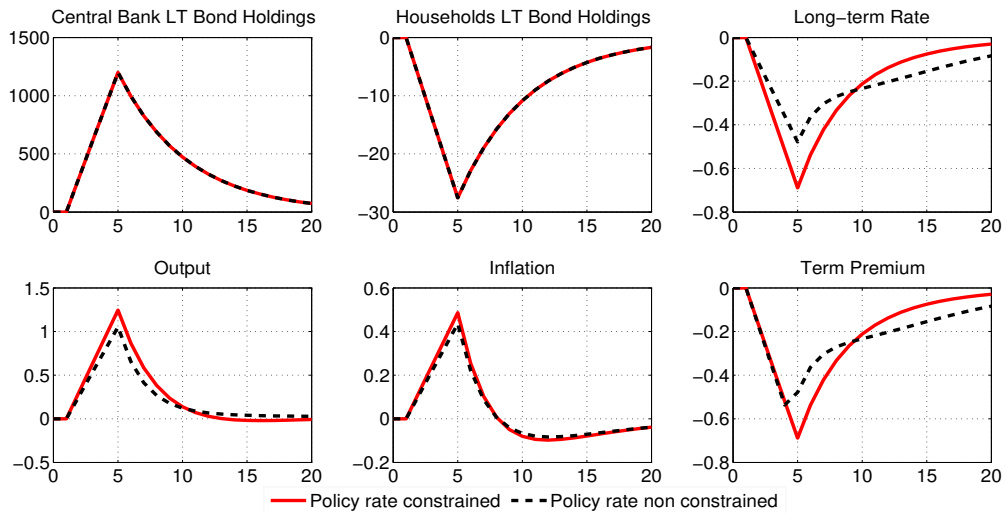 Central Bank LT Bond Holdings
1500
1000
500
0
0 5 10 15 20
Households LT Bond Holdings
0
−10
−20
−30
0 5 10 15 20
Long−term Rate
0
−0.2
−0.4
−0.6
−0.8
0 5 10 15 20
Output
1.5
1
0.5
0
−0.5
0 5 10 15 20
Inflation
0.6
0.4
0.2
0
−0.2
0 5 10 15 20
Term Premium
0
−0.2
−0.4
−0.6
−0.8
0 5 10 15 20
Policy rate constrained
Policy rate non constrained